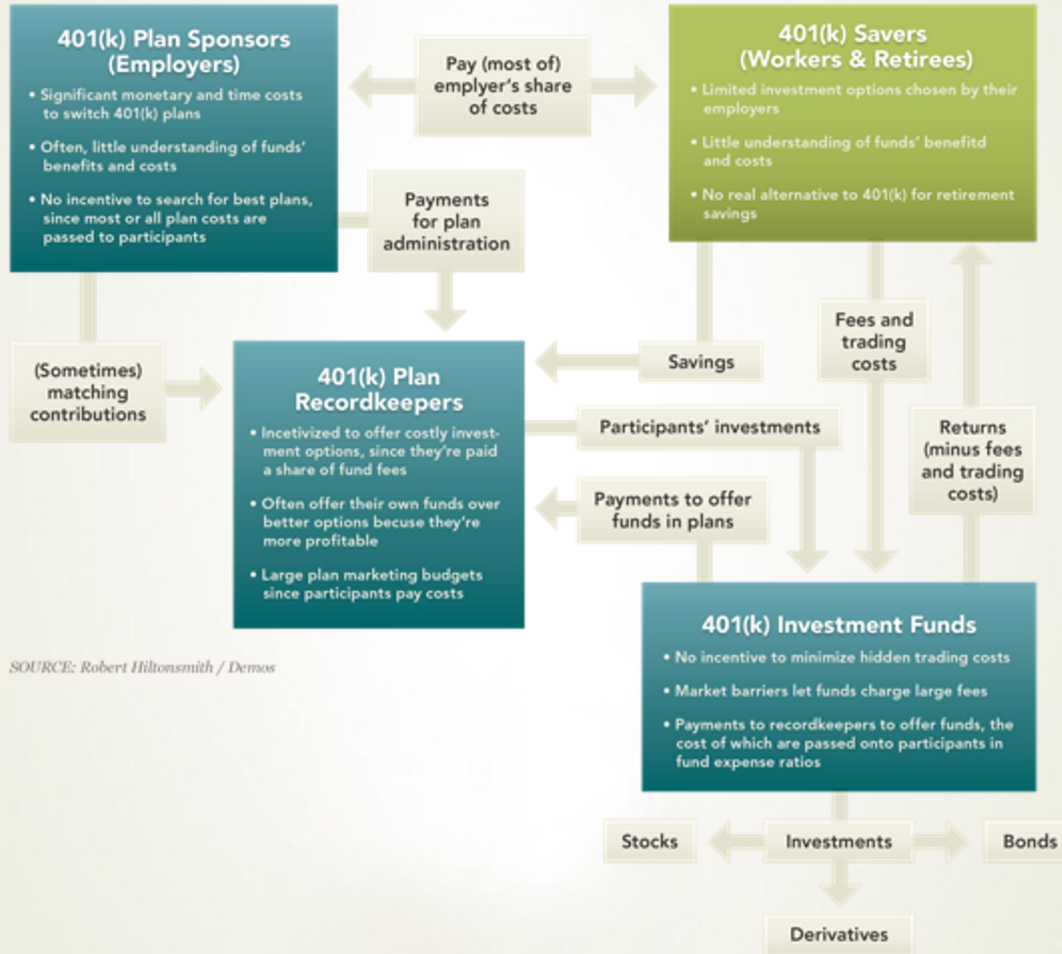 401(k) Plan Sponsors
(Employers)
• Significant monetary and time costs
to switch 401(k) plans
• Often, little understanding of funds'
benefits and costs
• No incentive to search for best plans,
since most or all plan costs are
passed to participants
Pay (most of)
emplyer's share
of costs
401(k) Savers
(Workers & Retirees)
• Limited investment options chosen by their
employers
• Little understanding of funds' benefitd
and costs
• No real alternative to 401(k) for retirement
savings
Payments
for plan
administration
(Sometimes)
matching
contributions
401(k) Plan
Recordkeepers
• Incetivized to offer costly invest-
ment options, since they're paid
a share of fund fees
• Often offer their own funds over
better options becuse they're
more profitable
• Large plan marketing budgets
since participants pay costs
Savings
Fees and
trading
costs
Participants' investments
Returns
(minus fees
and trading
costs)
Payments to offer
funds in plans
401(k) Investment Funds
• No incentive to minimize hidden trading costs
• Market barriers let funds charge large fees
• Payments to recordkeepers to offer funds, the
cost of which are passed onto participants in
fund expense ratios
SOURCE: Robert Hiltonsmith / Demos
Stocks
Investments
Bonds
Derivatives